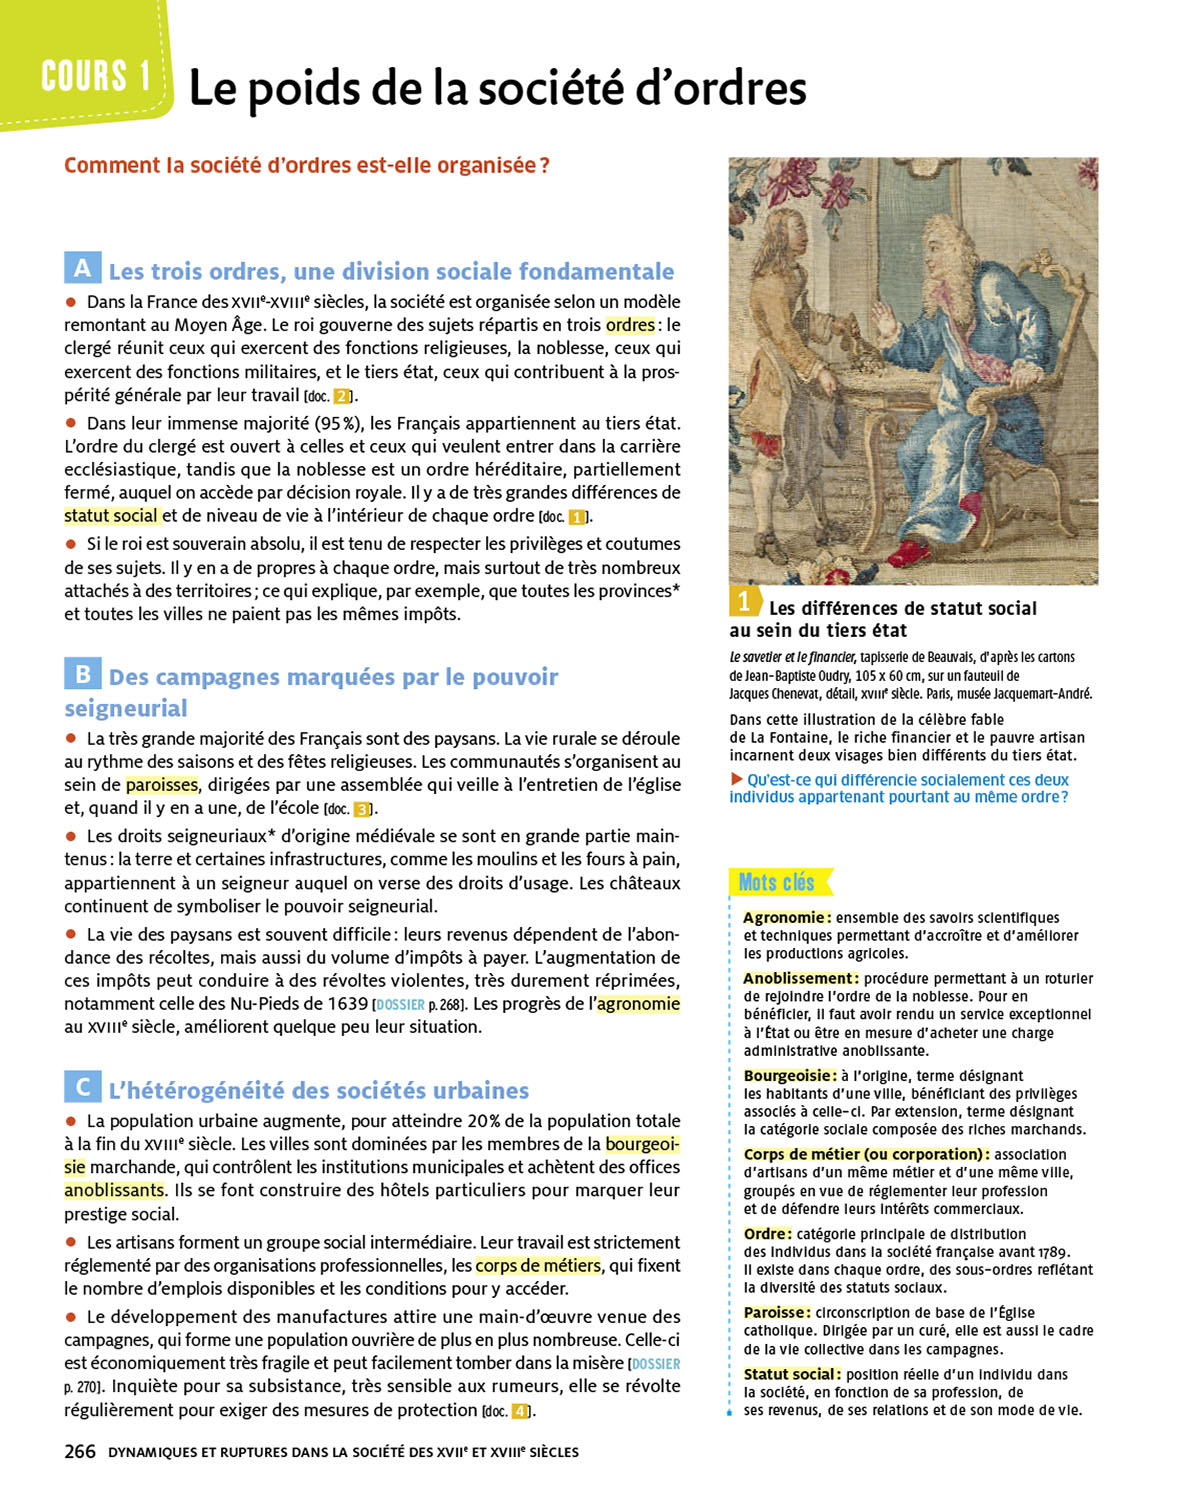 COURS 1
Le poids de la société d’ordres
Comment la société d’ordres est-elle organisée ?
A Les trois ordres, une division sociale fondamentale
• Dans la France des XVIIe-XVIIIe siècles, la société est organisée selon un modèle
remontant au Moyen Âge. Le roi gouverne des sujets répartis en trois ordres : le
clergé réunit ceux qui exercent des fonctions religieuses, la noblesse, ceux qui
exercent des fonctions militaires, et le tiers état, ceux qui contribuent à la pros-
périté générale par leur travail [doc. 2].
• Dans leur immense majorité (95 %), les Français appartiennent au tiers état.
L’ordre du clergé est ouvert à celles et ceux qui veulent entrer dans la carrière
ecclésiastique, tandis que la noblesse est un ordre héréditaire, partiellement
fermé, auquel on accède par décision royale. Il y a de très grandes différences de
statut social et de niveau de vie à l’intérieur de chaque ordre [doc. 1].
• Si le roi est souverain absolu, il est tenu de respecter les privilèges et coutumes
de ses sujets. Il y en a de propres à chaque ordre, mais surtout de très nombreux
attachés à des territoires ; ce qui explique, par exemple, que toutes les provinces*
et toutes les villes ne paient pas les mêmes impôts.
B Des campagnes marquées par le pouvoir
seigneurial
• La très grande majorité des Français sont des paysans. La vie rurale se déroule
au rythme des saisons et des fêtes religieuses. Les communautés s’organisent au
sein de paroisses, dirigées par une assemblée qui veille à l’entretien de l’église
et, quand il y en a une, de l’école [doc. 3].
• Les droits seigneuriaux* d’origine médiévale se sont en grande partie main-
tenus : la terre et certaines infrastructures, comme les moulins et les fours à pain,
appartiennent à un seigneur auquel on verse des droits d’usage. Les châteaux
continuent de symboliser le pouvoir seigneurial.
• La vie des paysans est souvent difficile : leurs revenus dépendent de l’abon-
dance des récoltes, mais aussi du volume d’impôts à payer. L’augmentation de
ces impôts peut conduire à des révoltes violentes, très durement réprimées,
notamment celle des Nu-Pieds de 1639 [DOSSIER p. 268]. Les progrès de l’agronomie
au XVIIIe siècle, améliorent quelque peu leur situation.
C L’hétérogénéité des sociétés urbaines
• La population urbaine augmente, pour atteindre 20 % de la population totale
à la fin du XVIIIe siècle. Les villes sont dominées par les membres de la bourgeoi-
sie marchande, qui contrôlent les institutions municipales et achètent des offices
anoblissants. Ils se font construire des hôtels particuliers pour marquer leur
prestige social.
• Les artisans forment un groupe social intermédiaire. Leur travail est strictement
réglementé par des organisations professionnelles, les corps de métiers, qui fixent
le nombre d’emplois disponibles et les conditions pour y accéder.
• Le développement des manufactures attire une main-d’œuvre venue des
campagnes, qui forme une population ouvrière de plus en plus nombreuse. Celle-ci
est économiquement très fragile et peut facilement tomber dans la misère [DOSSIER
p. 270]. Inquiète pour sa subsistance, très sensible aux rumeurs, elle se révolte
régulièrement pour exiger des mesures de protection [doc. 4].
1 Les différences de statut social
au sein du tiers état
Le savetier et le financier, tapisserie de Beauvais, d’après les cartons
de Jean-Baptiste Oudry, 105 x 60 cm, sur un fauteuil de
Jacques Chenevat, détail, XVIIIe siècle. Paris, musée Jacquemart-André.
Dans cette illustration de la célèbre fable
de La Fontaine, le riche financier et le pauvre artisan
incarnent deux visages bien différents du tiers état.
▶ Qu’est-ce qui différencie socialement ces deux
individus appartenant pourtant au même ordre ?
Mots clés
Agronomie : ensemble des savoirs scientifiques
et techniques permettant d’accroître et d’améliorer
les productions agricoles.
Anoblissement : procédure permettant à un roturier
de rejoindre l’ordre de la noblesse. Pour en
bénéficier, il faut avoir rendu un service exceptionnel
à l’État ou être en mesure d’acheter une charge
administrative anoblissante.
Bourgeoisie : à l’origine, terme désignant
les habitants d’une ville, bénéficiant des privilèges
associés à celle-ci. Par extension, terme désignant
la catégorie sociale composée des riches marchands.
Corps de métier (ou corporation) : association
d’artisans d’un même métier et d’une même ville,
groupés en vue de réglementer leur profession
et de défendre leurs intérêts commerciaux.
Ordre : catégorie principale de distribution
des individus dans la société française avant 1789.
Il existe dans chaque ordre, des sous-ordres reflétant
la diversité des statuts sociaux.
Paroisse : circonscription de base de l’Église
catholique. Dirigée par un curé, elle est aussi le cadre
de la vie collective dans les campagnes.
Statut social : position réelle d’un individu dans
la société, en fonction de sa profession, de
ses revenus, de ses relations et de son mode de vie.
266 DYNAMIQUES ET RUPTURES DANS LA SOCIÉTÉ DES XVIIe ET XVIIIe SIÈCLES